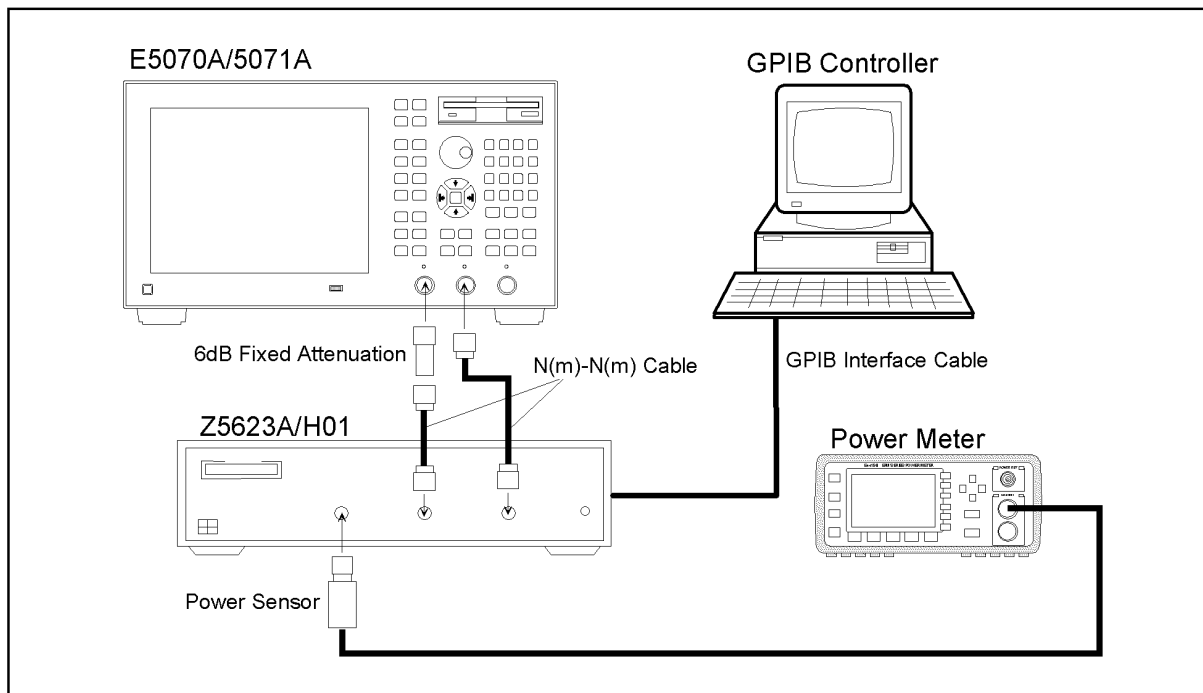 E5070A/5071A
GPIB Controller
6dB Fixed Attenuation
N(m)-N(m) Cable
GPIB Interface Cable
Z5623A/H01
Power Meter
Power Sensor